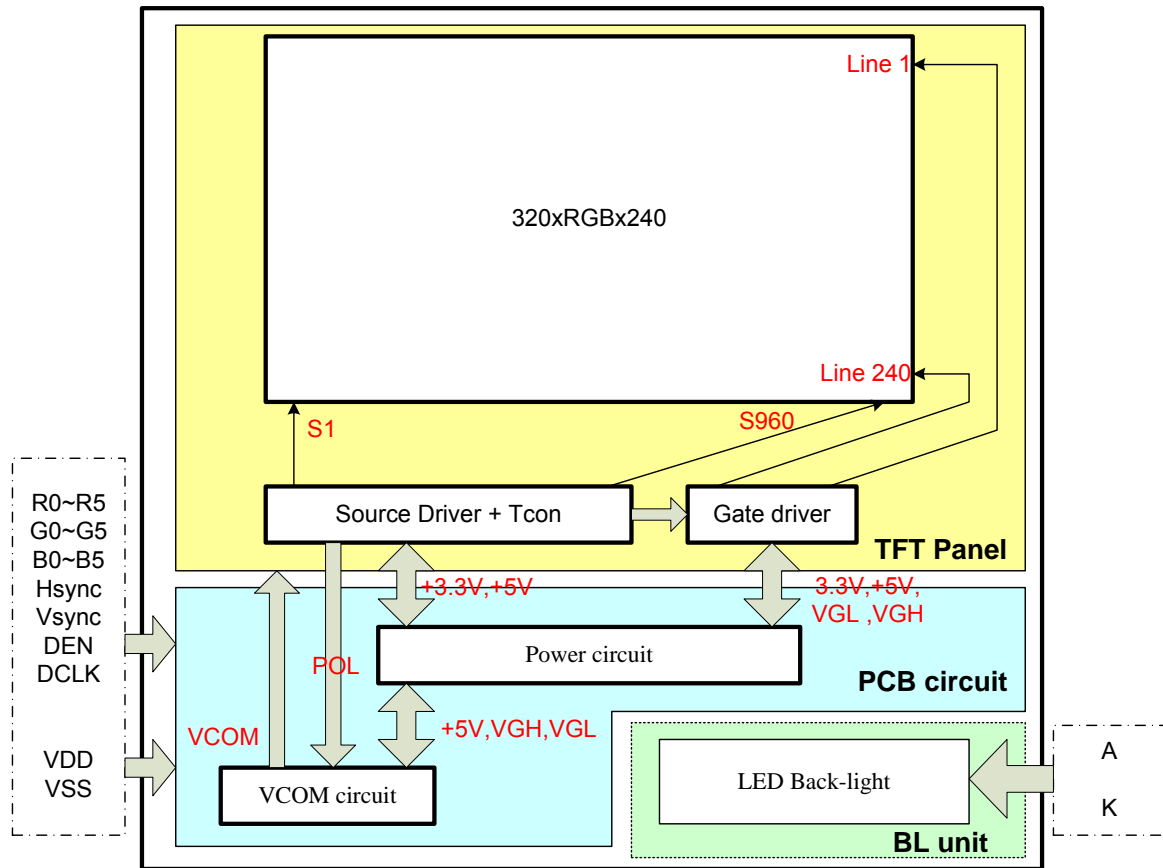 Line 1
320xRGBx240
Line 240
S1
S960
Source Driver + Tcon
Gate driver
TFT Panel
R0~R5
G0~G5
B0~B5
Hsync
Vsync
DEN
DCLK
VDD
VSS
+3.3V,+5V
3.3V,+5V,
VGL ,VGH
Power circuit
POL
PCB circuit
VCOM
+5V,VGH,VGL
VCOM circuit
LED Back-light
BL unit
A
K